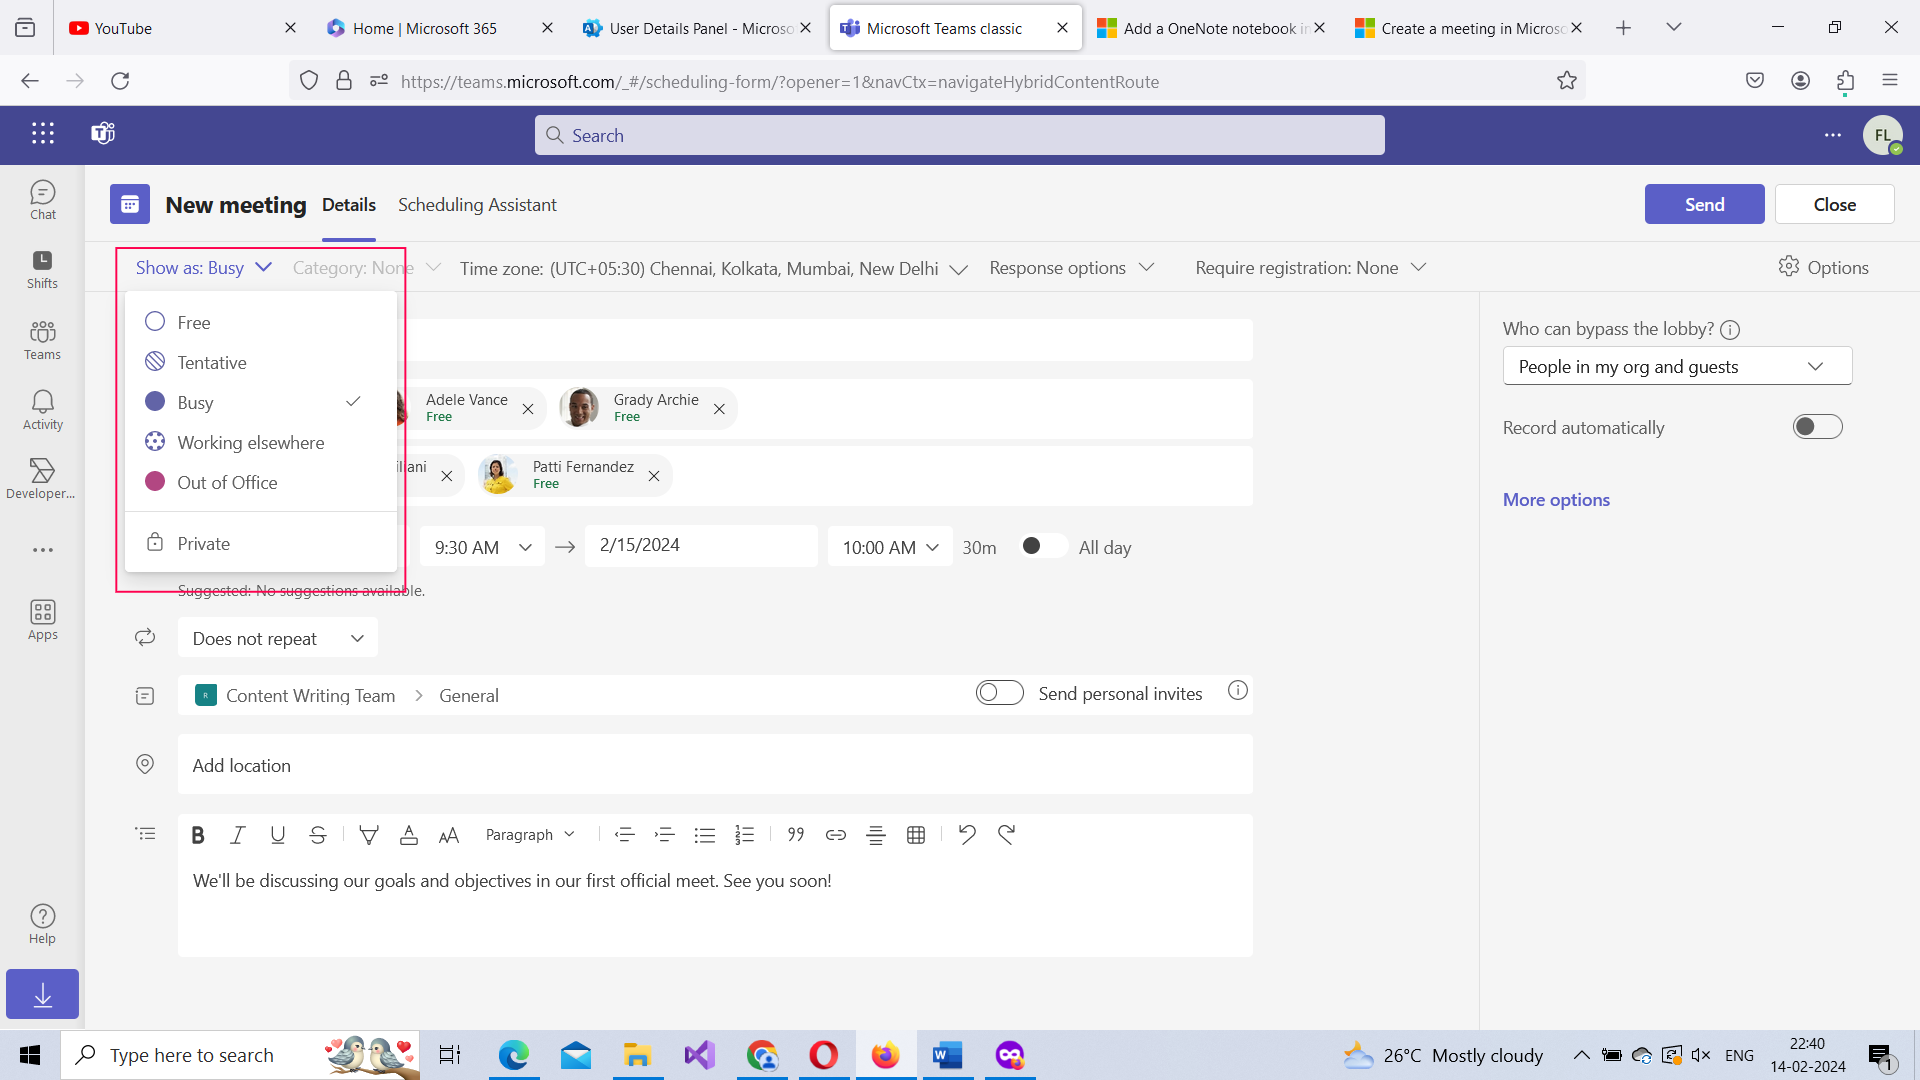 YouTube
Home | Microsoft 365
User Details Panel - Microso
Microsoft Teams classic
Add a OneNote notebook in
Create a meeting in Microso
https://teams.microsoft.com/_#/scheduling-form/?opener=1&navCtx=navigateHybridContentRoute
Search
FL
Chat
Shifts
Teams
Activity
Developer...
Apps
Help
New meeting
Details
Scheduling Assistant
Send
Close
Show as: Busy
Category: None
Time zone: (UTC+05:30) Chennai, Kolkata, Mumbai, New Delhi
Response options
Require registration: None
Options
Free
Tentative
Busy
Working elsewhere
Out of Office
Private
Adele Vance
Free
Grady Archie
Free
Patti Fernandez
Free
9:30 AM
2/15/2024
10:00 AM
30m
All day
Suggested: No suggestions available.
Does not repeat
R
Content Writing Team > General
Send personal invites
Add location
Paragraph
We'll be discussing our goals and objectives in our first official meet. See you soon!
Who can bypass the lobby?
People in my org and guests
Record automatically
More options
Type here to search
26°C Mostly cloudy
ENG
22:40
14-02-2024
1